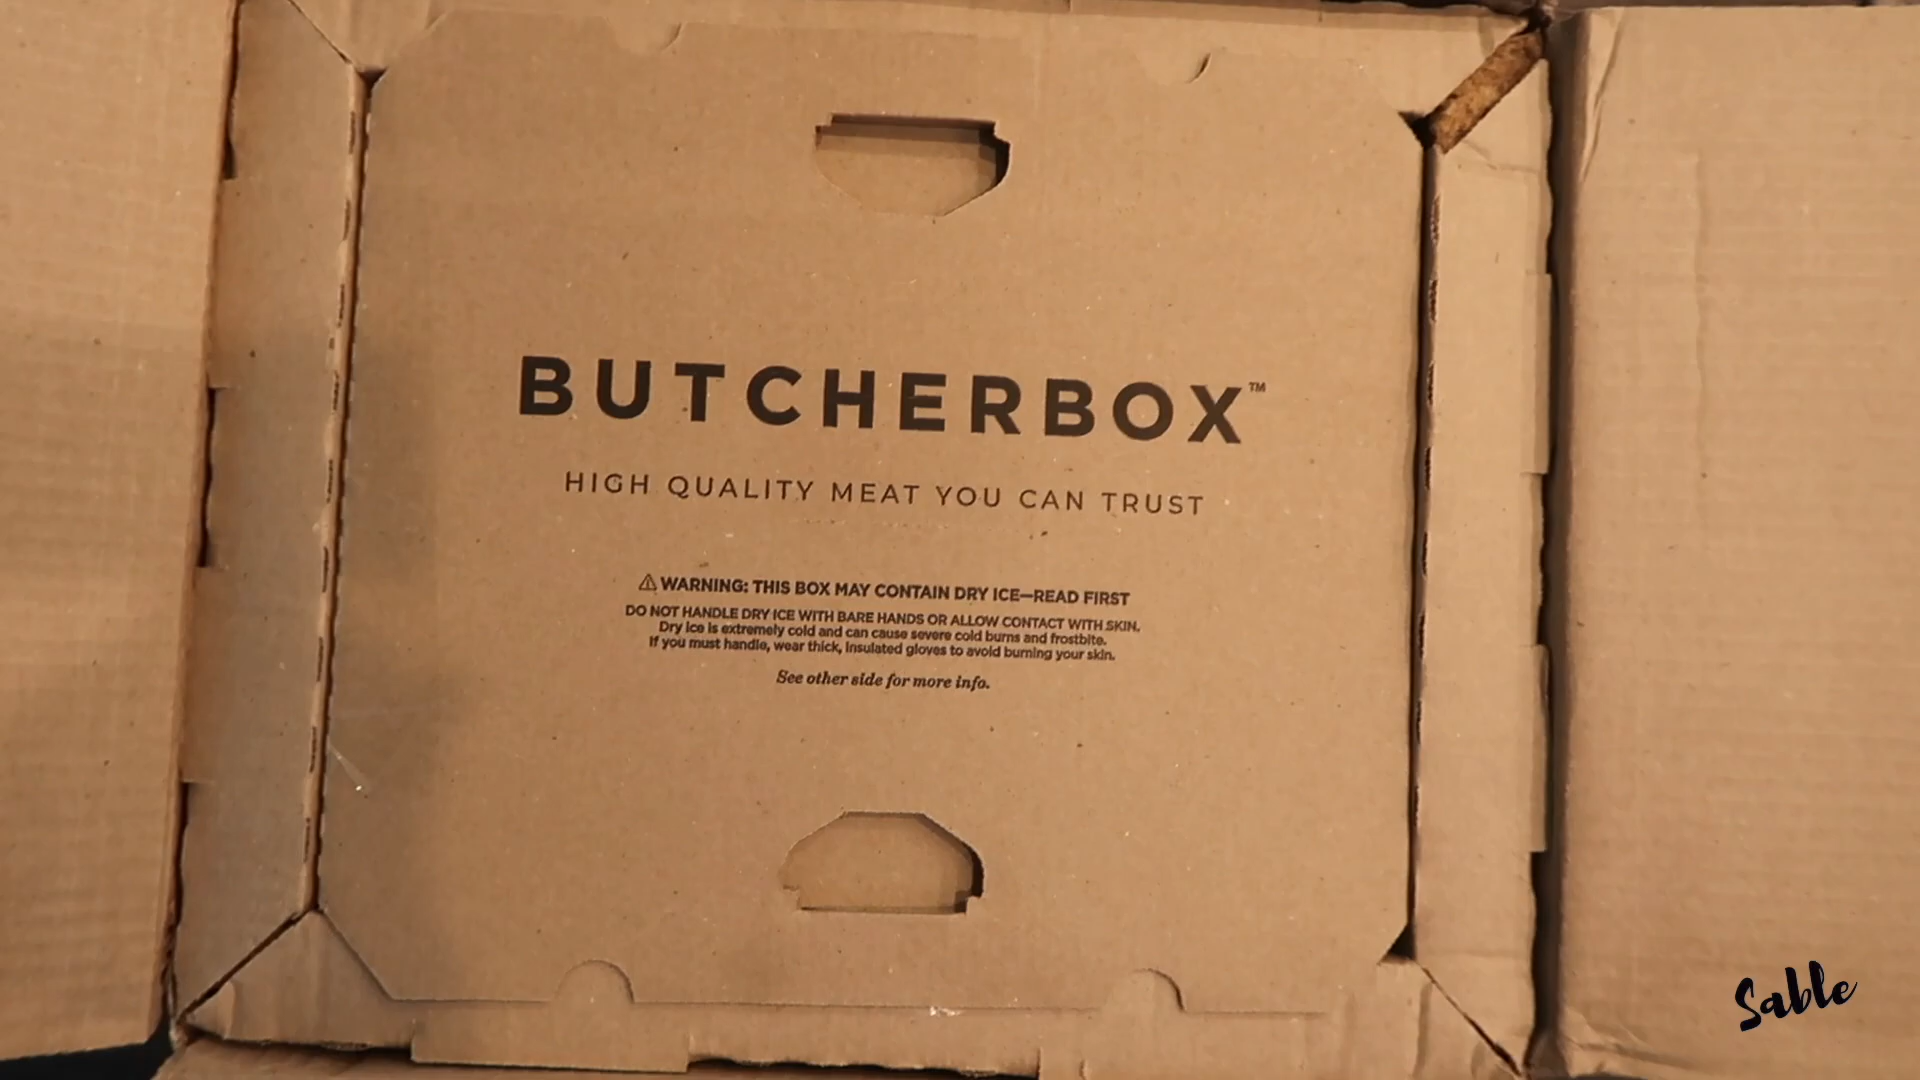 BUTCHERBOX™
HIGH QUALITY MEAT YOU CAN TRUST
⚠ WARNING: THIS BOX MAY CONTAIN DRY ICE—READ FIRST
DO NOT HANDLE DRY ICE WITH BARE HANDS OR ALLOW CONTACT WITH SKIN.
Dry ice is extremely cold and can cause severe cold burns and frostbite.
If you must handle, wear thick, insulated gloves to avoid burning your skin.
See other side for more info.
Sable